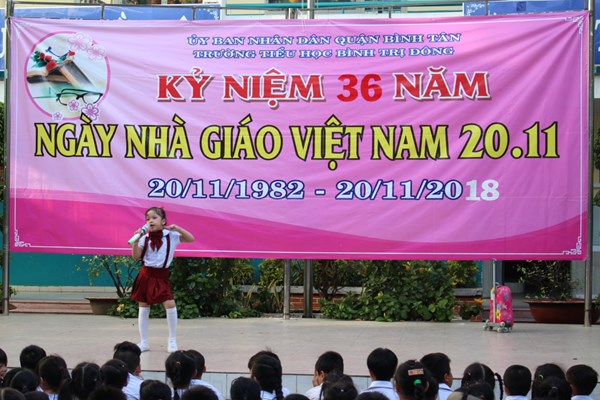 ỦY BAN NHÂN DÂN QUẬN BÌNH TÂN
TRƯỜNG TIỂU HỌC BÌNH TRỊ ĐÔNG
KỶ NIỆM 36 NĂM
NGÀY NHÀ GIÁO VIỆT NAM 20.11
20/11/1982 - 20/11/2018